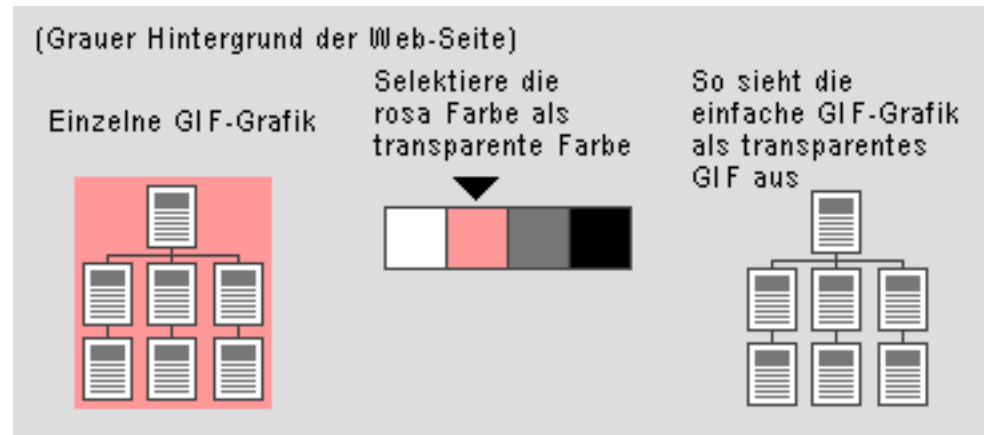 (Grauer Hintergrund der Web-Seite)
Einzelne GIF-Grafik
Selektiere die
rosa Farbe als
transparente Farbe
So sieht die
einfache GIF-Grafik
als transparentes
GIF aus